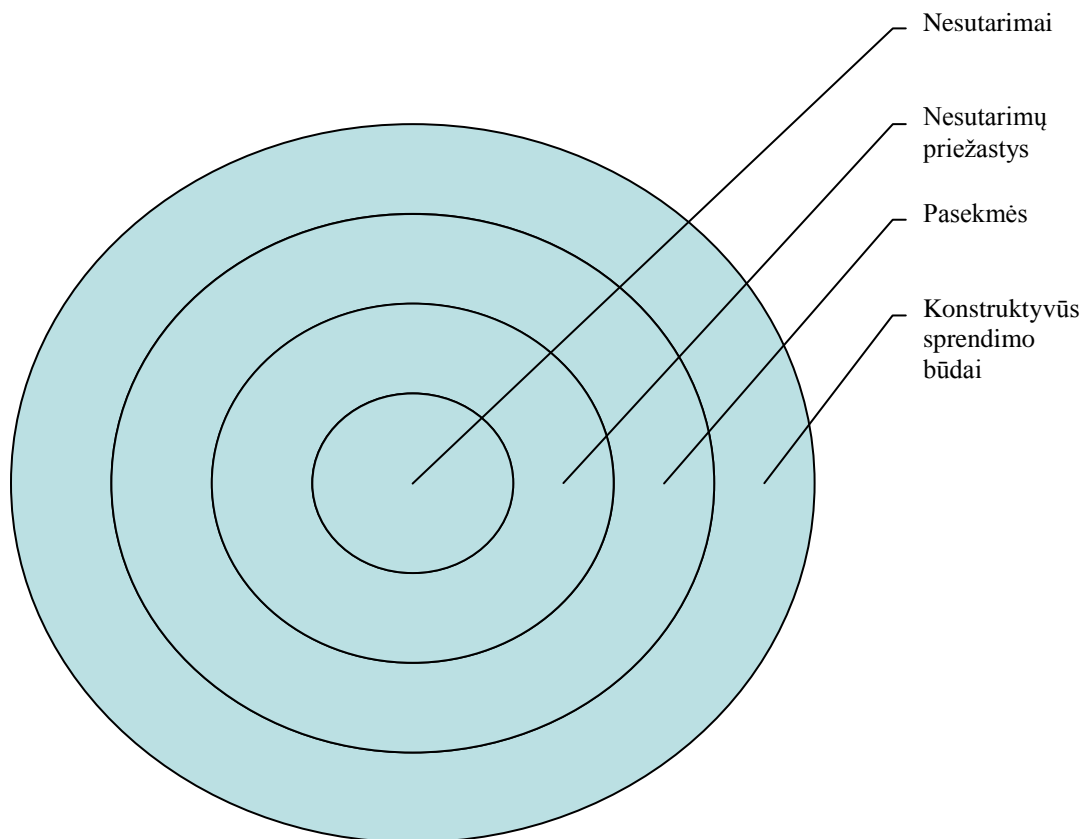 Nesutarimai
Nesutarimų
priežastys
Pasekmės
Konstruktyvūs
sprendimo
būdai